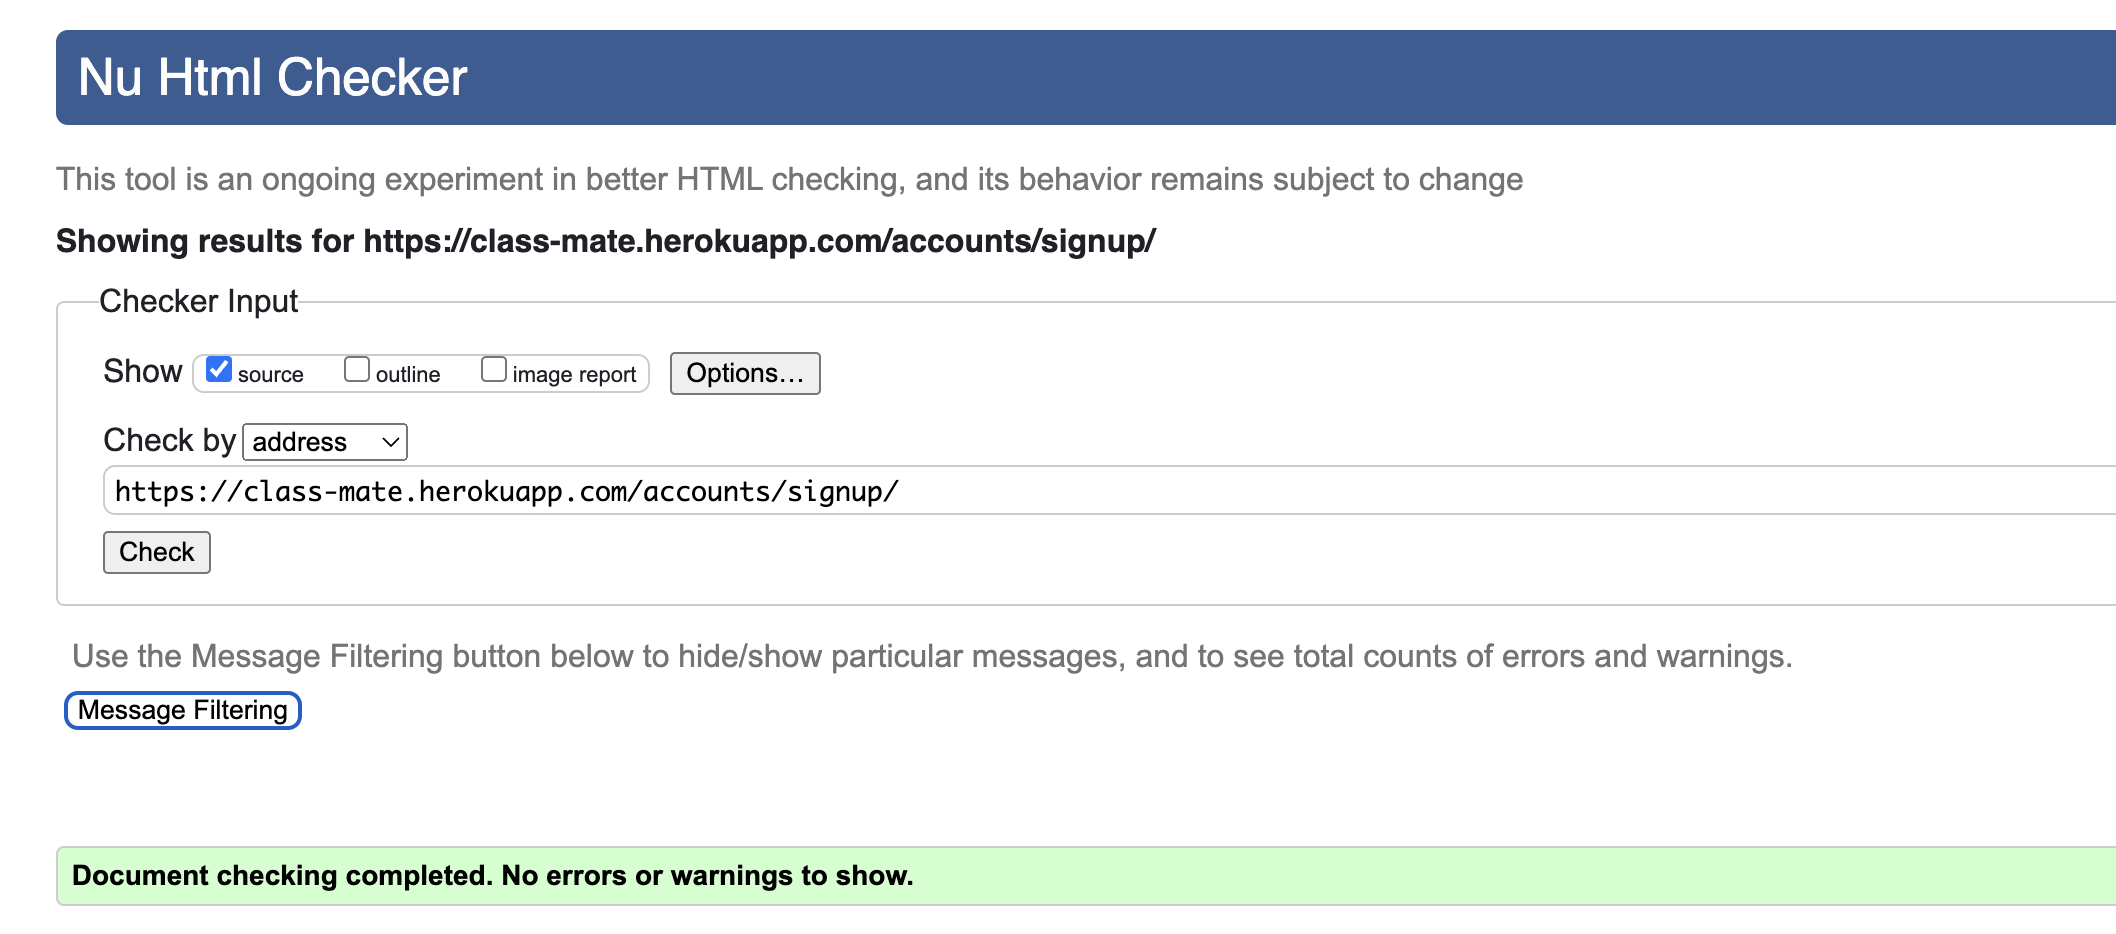 Nu Html Checker
This tool is an ongoing experiment in better HTML checking, and its behavior remains subject to change
Showing results for https://class-mate.herokuapp.com/accounts/signup/
Checker Input
Show source outline image report Options...
Check by address
https://class-mate.herokuapp.com/accounts/signup/
Check
Use the Message Filtering button below to hide/show particular messages, and to see total counts of errors and warnings.
Message Filtering
Document checking completed. No errors or warnings to show.